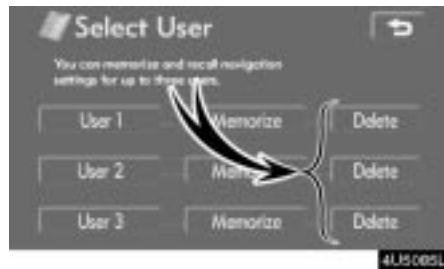 Select User
You can memorize and recall navigation
settings for up to three users.
User 1 Memorize Delete
User 2 Memorize Delete
User 3 Memorize Delete
4U5085L